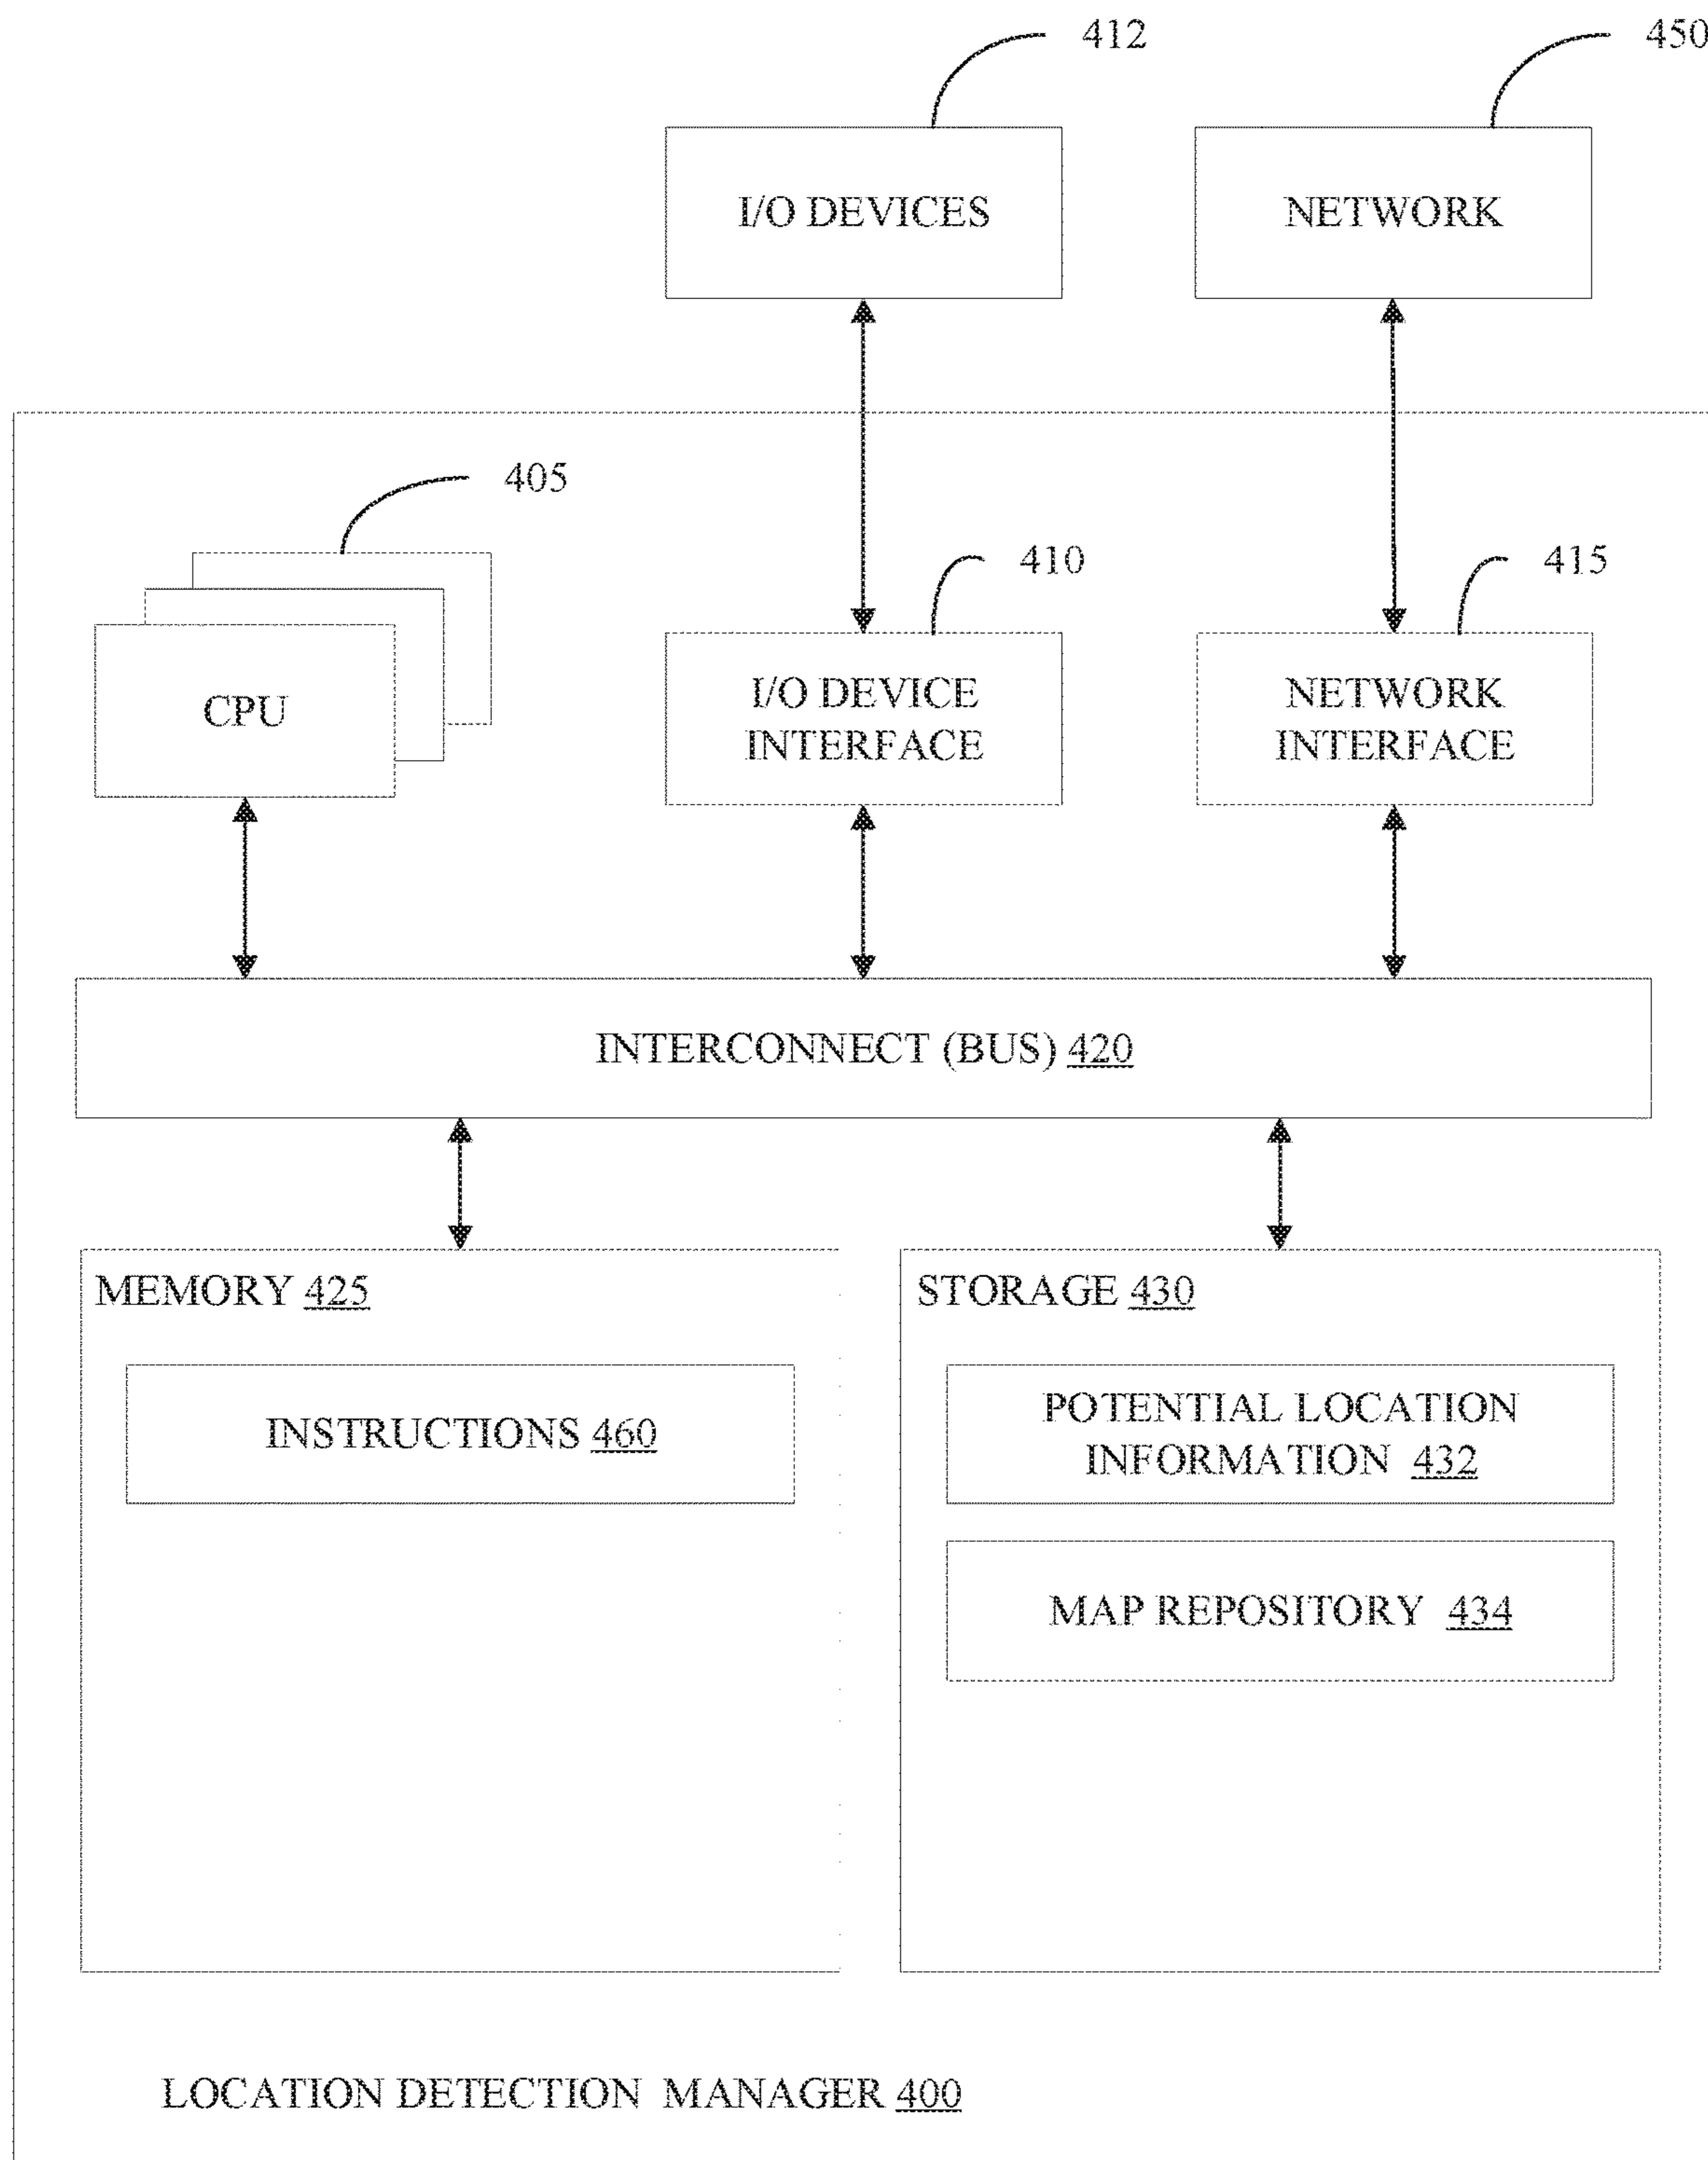 412
450
I/O DEVICES
NETWORK
405
410
415
CPU
I/O DEVICE
INTERFACE
NETWORK
INTERFACE
INTERCONNECT (BUS) 420
MEMORY 425
INSTRUCTIONS 460
STORAGE 430
POTENTIAL LOCATION
INFORMATION 432
MAP REPOSITORY 434
LOCATION DETECTION MANAGER 400